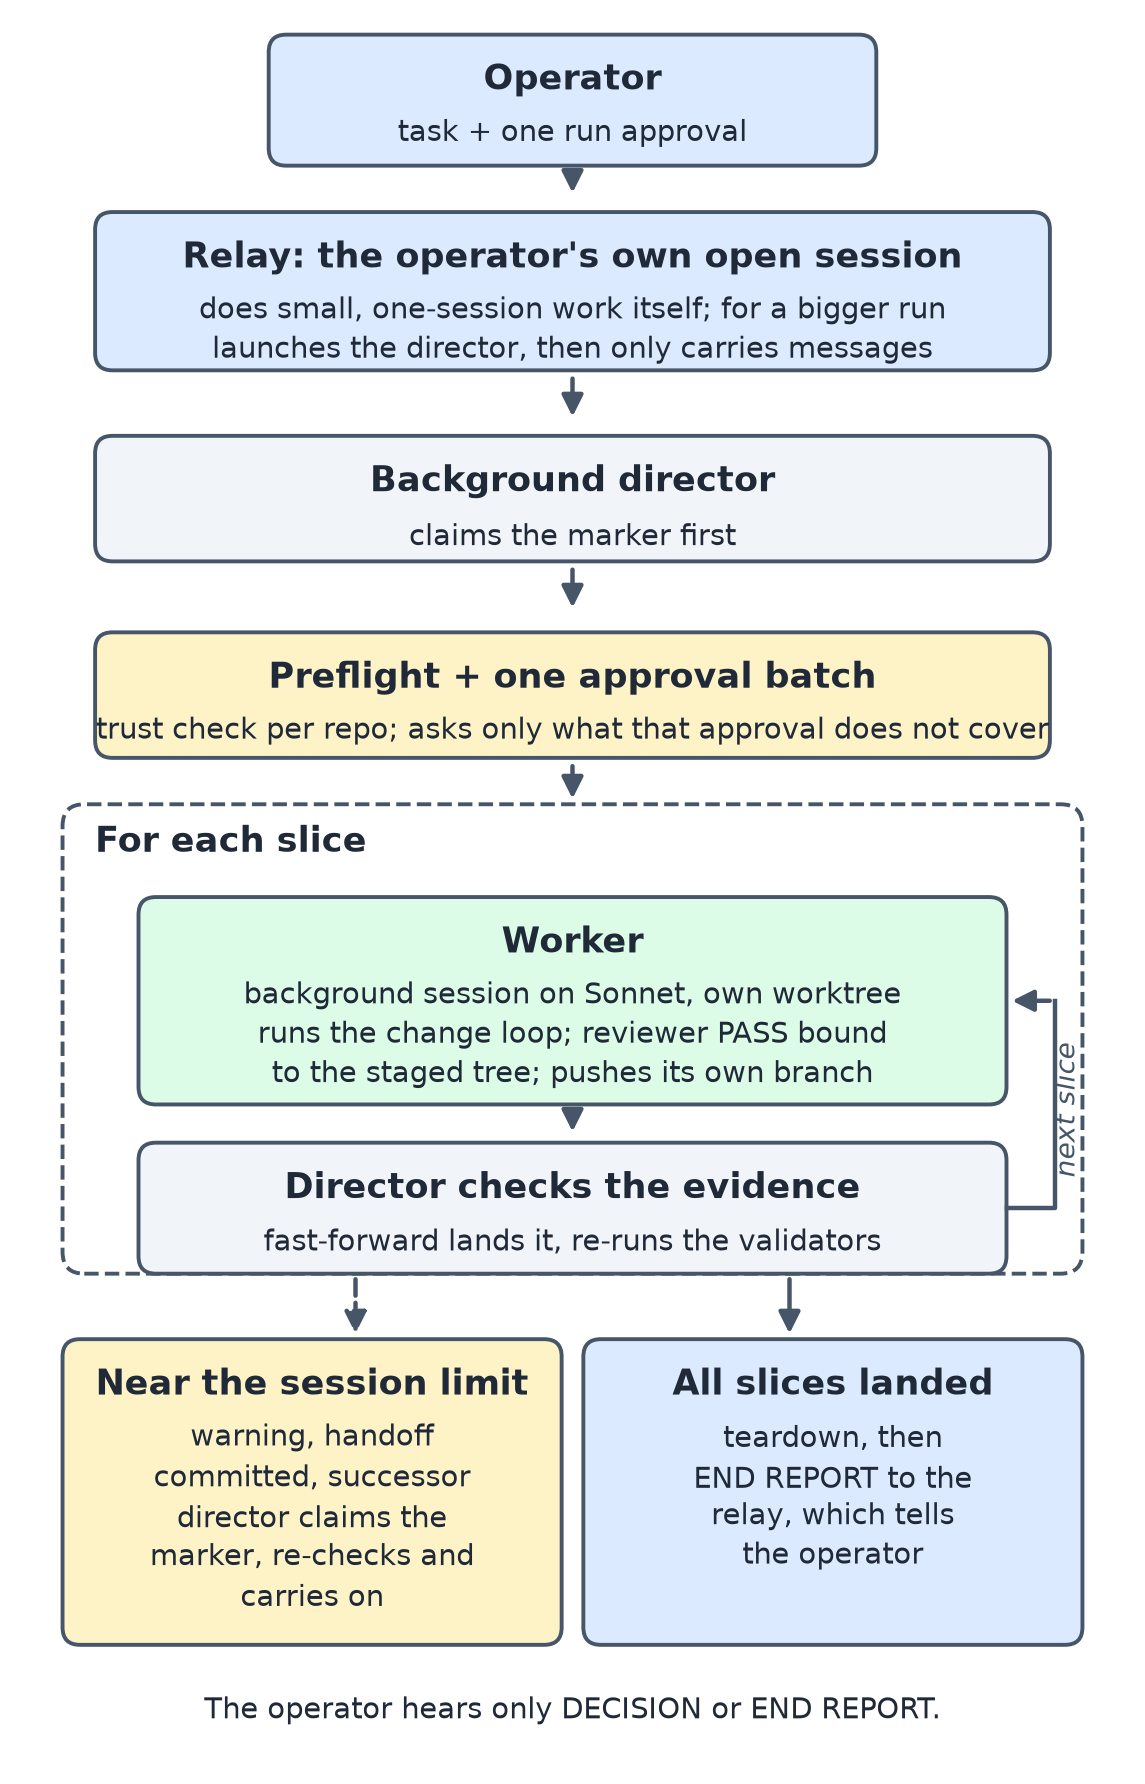 Operator
task + one run approval
Relay: the operator's own open session
does small, one-session work itself; for a bigger run
launches the director, then only carries messages
Background director
claims the marker first
Preflight + one approval batch
trust check per repo; asks only what that approval does not cover
For each slice
Worker
background session on Sonnet, own worktree
runs the change loop; reviewer PASS bound
to the staged tree; pushes its own branch
next slice
Director checks the evidence
fast-forward lands it, re-runs the validators
Near the session limit
warning, handoff
committed, successor
director claims the
marker, re-checks and
carries on
All slices landed
teardown, then
END REPORT to the
relay, which tells
the operator
The operator hears only DECISION or END REPORT.